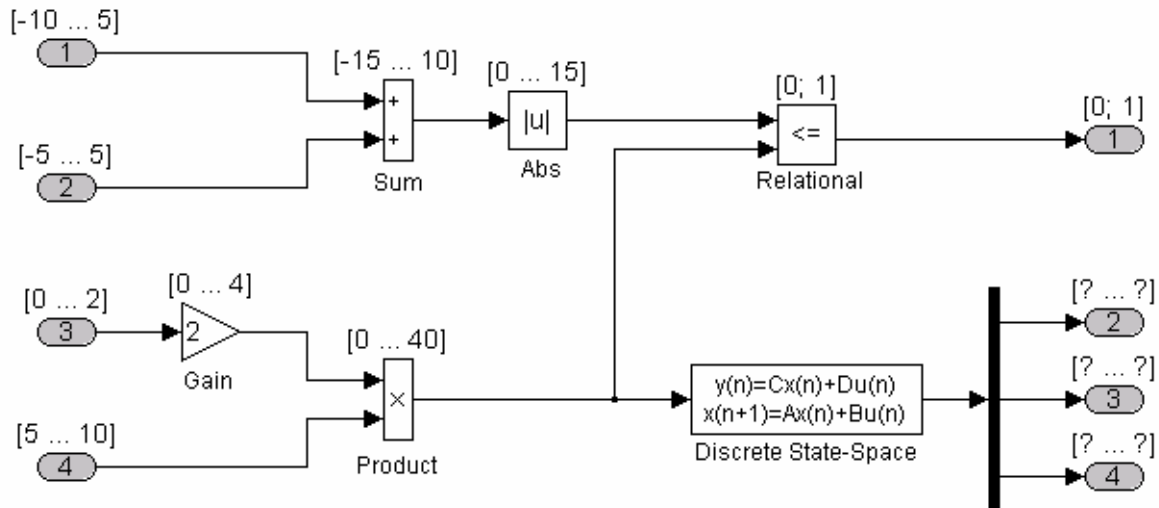 [-10 ... 5]
1
[-15 ... 10]
[0 ... 15]
[0; 1]
[0; 1]
+
+
|u|
<=
1
[-5 ... 5]
2
Sum
Abs
Relational
[0 ... 2]
3
[0 ... 4]
2
Gain
[0 ... 40]
×
Product
[5 ... 10]
4
y(n)=Cx(n)+Du(n)
x(n+1)=Ax(n)+Bu(n)
Discrete State-Space
[? ... ?]
2
[? ... ?]
3
[? ... ?]
4